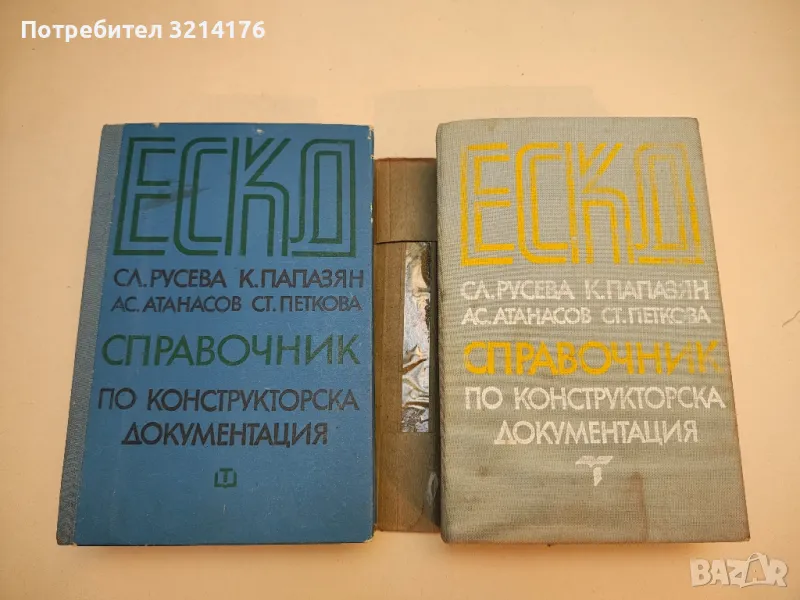 Потребител 3214176
ЕСКД
СЛ. РУСЕВА К. ПАПАЗЯН
АС. АТАНАСОВ СТ. ПЕТКОВА
СПРАВОЧНИК
ПО КОНСТРУКТОРСКА
ДОКУМЕНТАЦИЯ
Т
ЕСКД
СЛ. РУСЕВА К. ПАПАЗЯН
АС. АТАНАСОВ СТ. ПЕТКОВА
СПРАВОЧНИК
ПО КОНСТРУКТОРСКА
ДОКУМЕНТАЦИЯ
Т
BAZAR